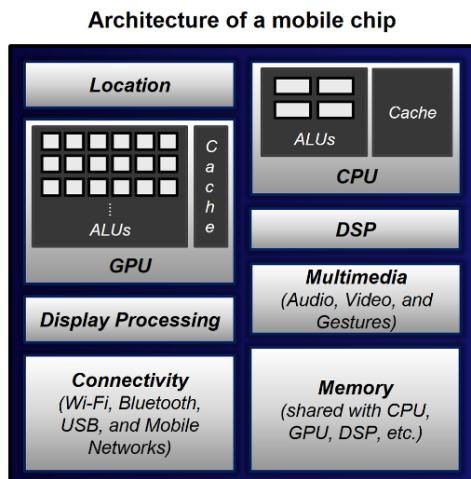 Architecture of a mobile chip
Location
ALUs
Cache
GPU
Display Processing
Connectivity
(Wi-Fi, Bluetooth,
USB, and Mobile
Networks)
ALUs
Cache
CPU
DSP
Multimedia
(Audio, Video, and
Gestures)
Memory
(shared with CPU,
GPU, DSP, etc.)